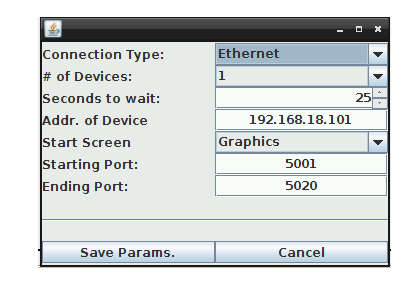 Connection Type: Ethernet
# of Devices: 1
Seconds to wait: 25
Addr. of Device 192.168.18.101
Start Screen Graphics
Starting Port: 5001
Ending Port: 5020
Save Params. Cancel